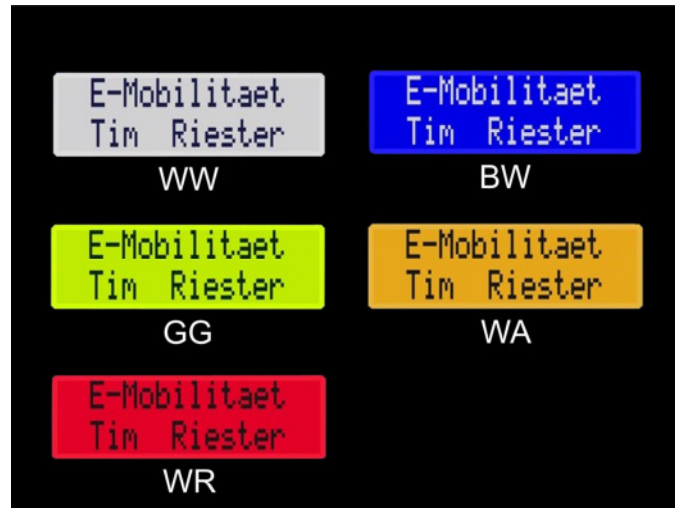 E-Mobilitaet
Tim Riester
WW
E-Mobilitaet
Tim Riester
BW
E-Mobilitaet
Tim Riester
GG
E-Mobilitaet
Tim Riester
WA
E-Mobilitaet
Tim Riester
WR